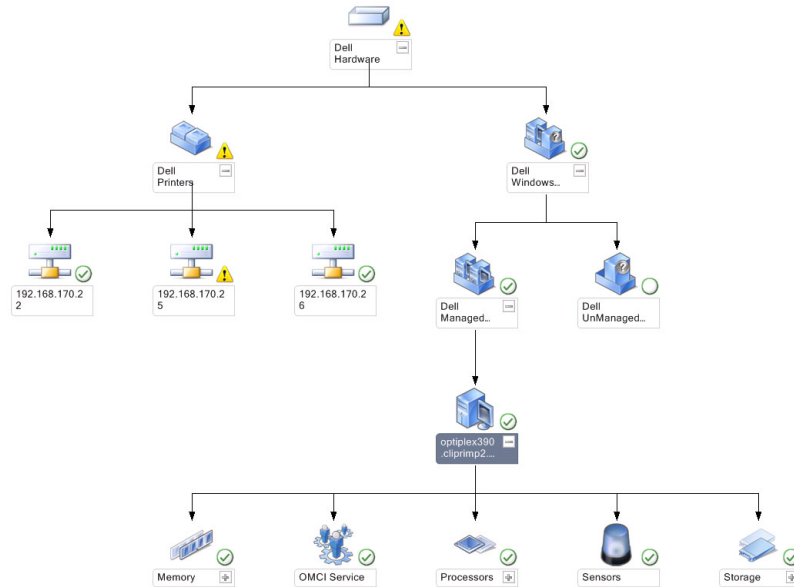 Dell
Hardware
Dell
Printers
Dell
Windows...
192.168.170.2
2
192.168.170.2
5
192.168.170.2
6
Dell
Managed...
Dell
UnManaged...
optiplex390
.cliprimp2....
Memory
OMCI Service
Processors
Sensors
Storage